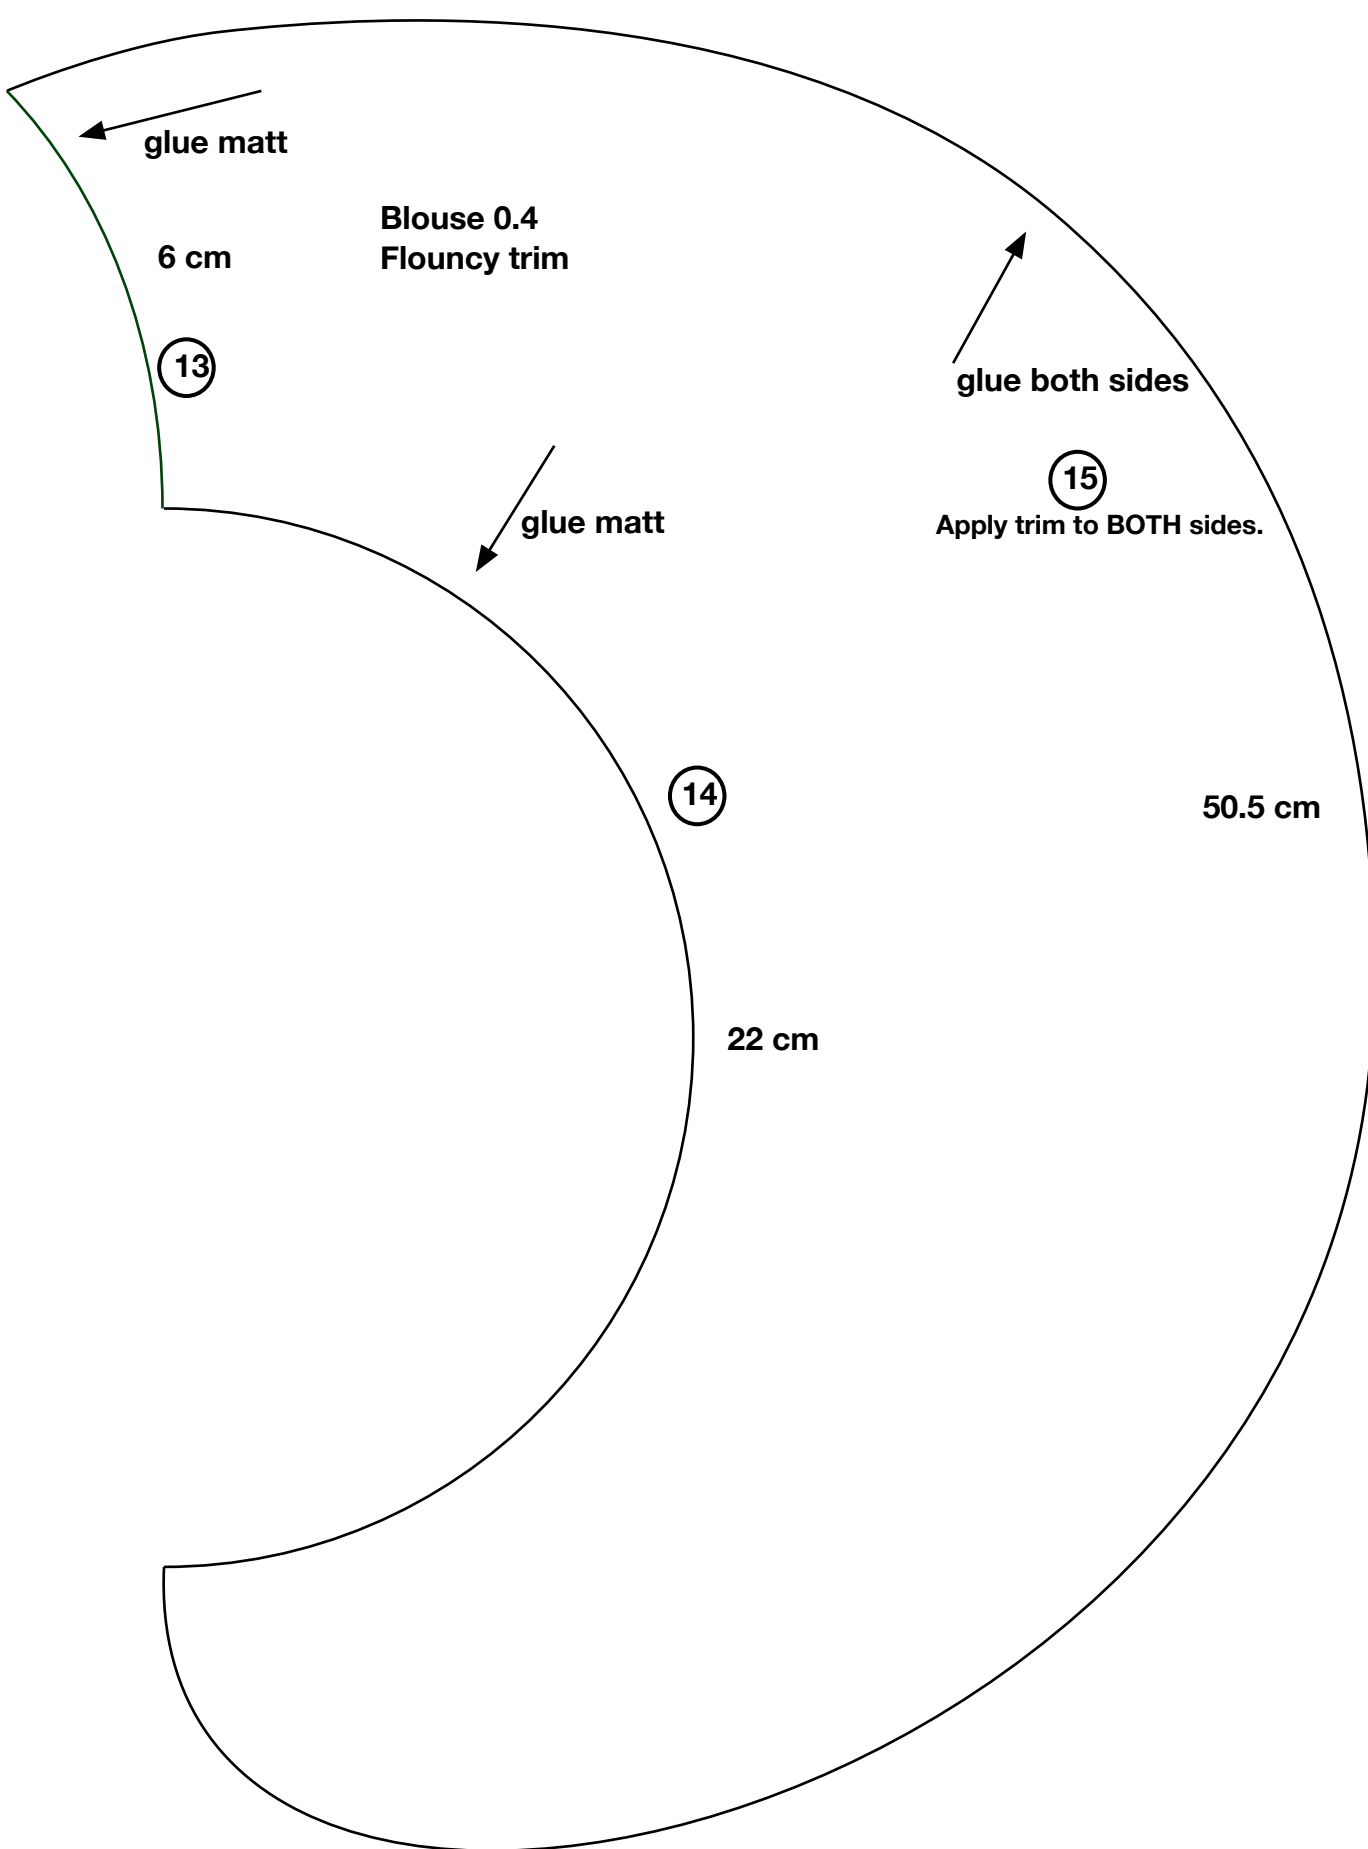 glue matt
Blouse 0.4
Flouncy trim
6 cm
13
glue both sides
15
Apply trim to BOTH sides.
glue matt
14
50.5 cm
22 cm